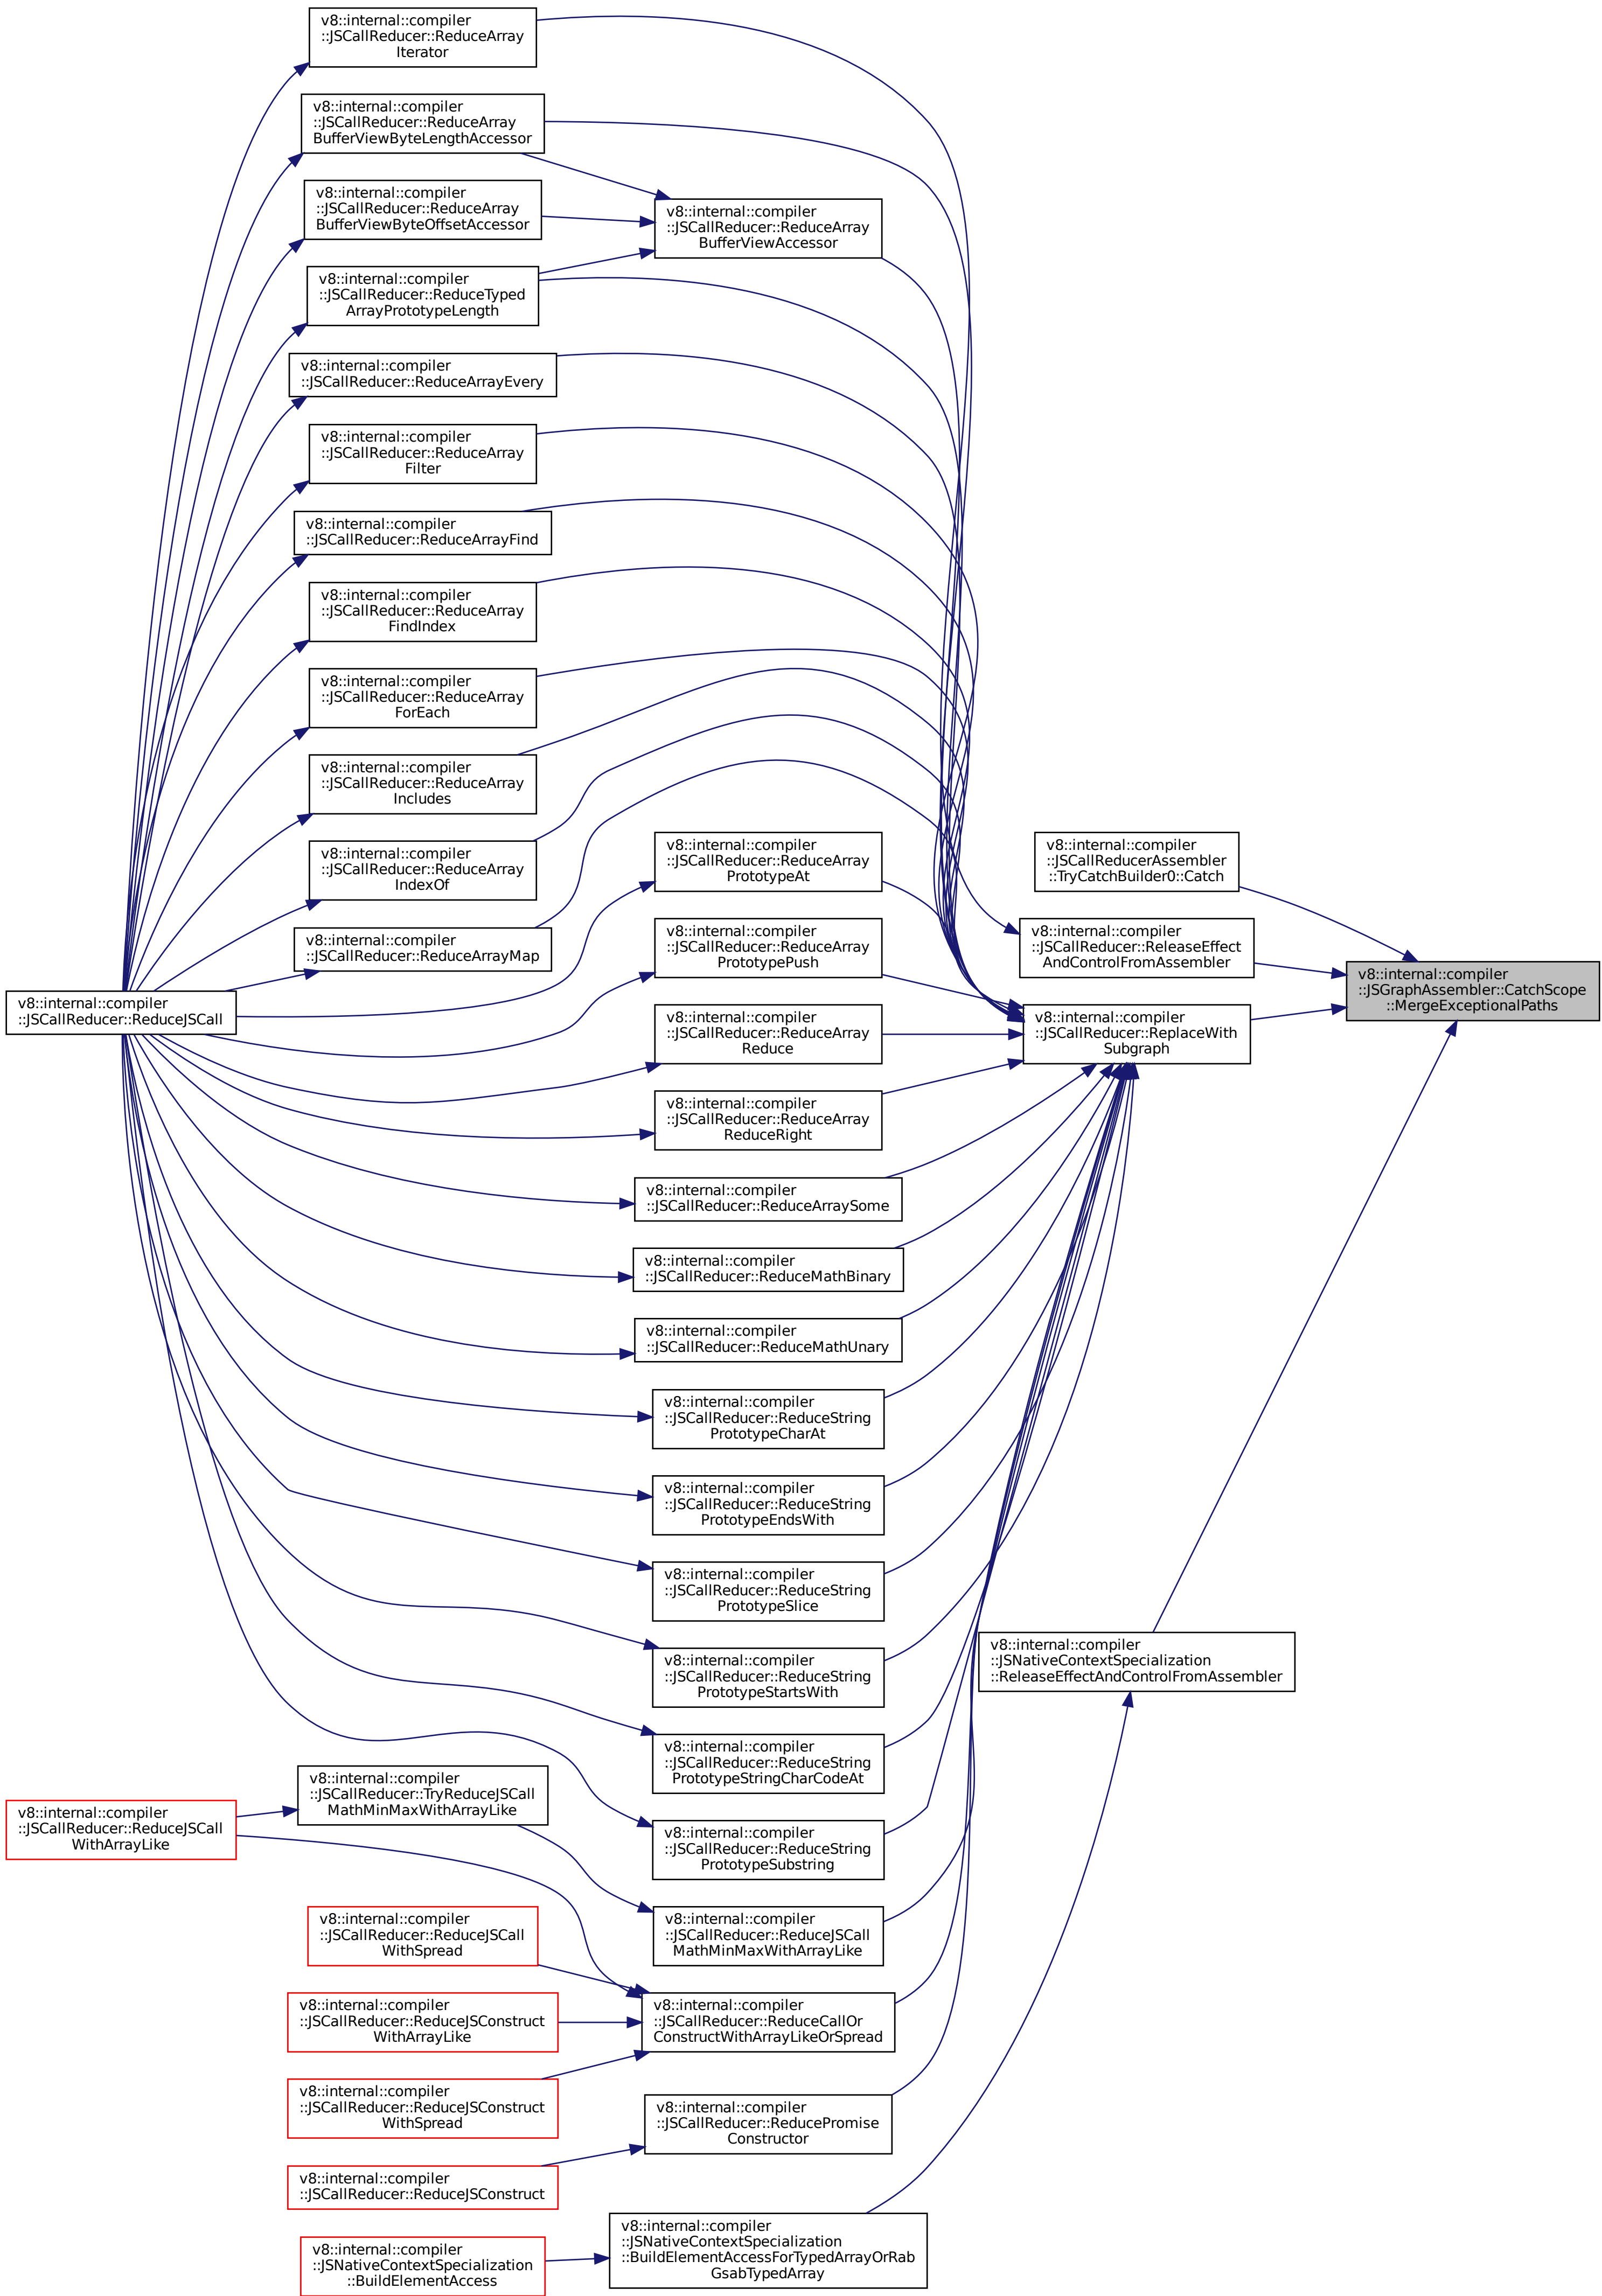 v8::internal::compiler
::JSCallReducer::ReduceArray
Iterator
v8::internal::compiler
::JSCallReducer::ReduceArray
BufferViewByteLengthAccessor
v8::internal::compiler
::JSCallReducer::ReduceArray
BufferViewByteOffsetAccessor
v8::internal::compiler
::JSCallReducer::ReduceArray
BufferViewAccessor
v8::internal::compiler
::JSCallReducer::ReduceTyped
ArrayPrototypeLength
v8::internal::compiler
::JSCallReducer::ReduceArrayEvery
v8::internal::compiler
::JSCallReducer::ReduceArray
Filter
v8::internal::compiler
::JSCallReducer::ReduceArrayFind
v8::internal::compiler
::JSCallReducer::ReduceArray
FindIndex
v8::internal::compiler
::JSCallReducer::ReduceArray
ForEach
v8::internal::compiler
::JSCallReducer::ReduceArray
Includes
v8::internal::compiler
::JSCallReducer::ReduceArray
IndexOf
v8::internal::compiler
::JSCallReducer::ReduceArrayMap
v8::internal::compiler
::JSCallReducer::ReduceJSCall
v8::internal::compiler
::JSCallReducer::ReduceArray
PrototypeAt
v8::internal::compiler
::JSCallReducer::ReduceArray
PrototypePush
v8::internal::compiler
::JSCallReducer::ReduceArray
Reduce
v8::internal::compiler
::JSCallReducer::ReduceArray
ReduceRight
v8::internal::compiler
::JSCallReducerAssembler
::TryCatchBuilder0::Catch
v8::internal::compiler
::JSCallReducer::ReleaseEffect
AndControlFromAssembler
v8::internal::compiler
::JSGraphAssembler::CatchScope
::MergeExceptionalPaths
v8::internal::compiler
::JSCallReducer::ReplaceWith
Subgraph
v8::internal::compiler
::JSCallReducer::ReduceArraySome
v8::internal::compiler
::JSCallReducer::ReduceMathBinary
v8::internal::compiler
::JSCallReducer::ReduceMathUnary
v8::internal::compiler
::JSCallReducer::ReduceString
PrototypeCharAt
v8::internal::compiler
::JSCallReducer::ReduceString
PrototypeEndsWith
v8::internal::compiler
::JSCallReducer::ReduceString
PrototypeSlice
v8::internal::compiler
::JSCallReducer::ReduceString
PrototypeStartsWith
v8::internal::compiler
::JSNativeContextSpecialization
::ReleaseEffectAndControlFromAssembler
v8::internal::compiler
::JSCallReducer::ReduceString
PrototypeStringCharCodeAt
v8::internal::compiler
::JSCallReducer::TryReduceJSCall
MathMinMaxWithArrayLike
v8::internal::compiler
::JSCallReducer::ReduceJSCall
WithArrayLike
v8::internal::compiler
::JSCallReducer::ReduceString
PrototypeSubstring
v8::internal::compiler
::JSCallReducer::ReduceJSCall
MathMinMaxWithArrayLike
v8::internal::compiler
::JSCallReducer::ReduceJSCall
WithSpread
v8::internal::compiler
::JSCallReducer::ReduceJSConstruct
WithArrayLike
v8::internal::compiler
::JSCallReducer::ReduceCallOr
ConstructWithArrayLikeOrSpread
v8::internal::compiler
::JSCallReducer::ReduceJSConstruct
WithSpread
v8::internal::compiler
::JSCallReducer::ReducePromise
Constructor
v8::internal::compiler
::JSCallReducer::ReduceJSConstruct
v8::internal::compiler
::JSNativeContextSpecialization
::BuildElementAccessForTypedArrayOrRab
GsabTypedArray
v8::internal::compiler
::JSNativeContextSpecialization
::BuildElementAccess